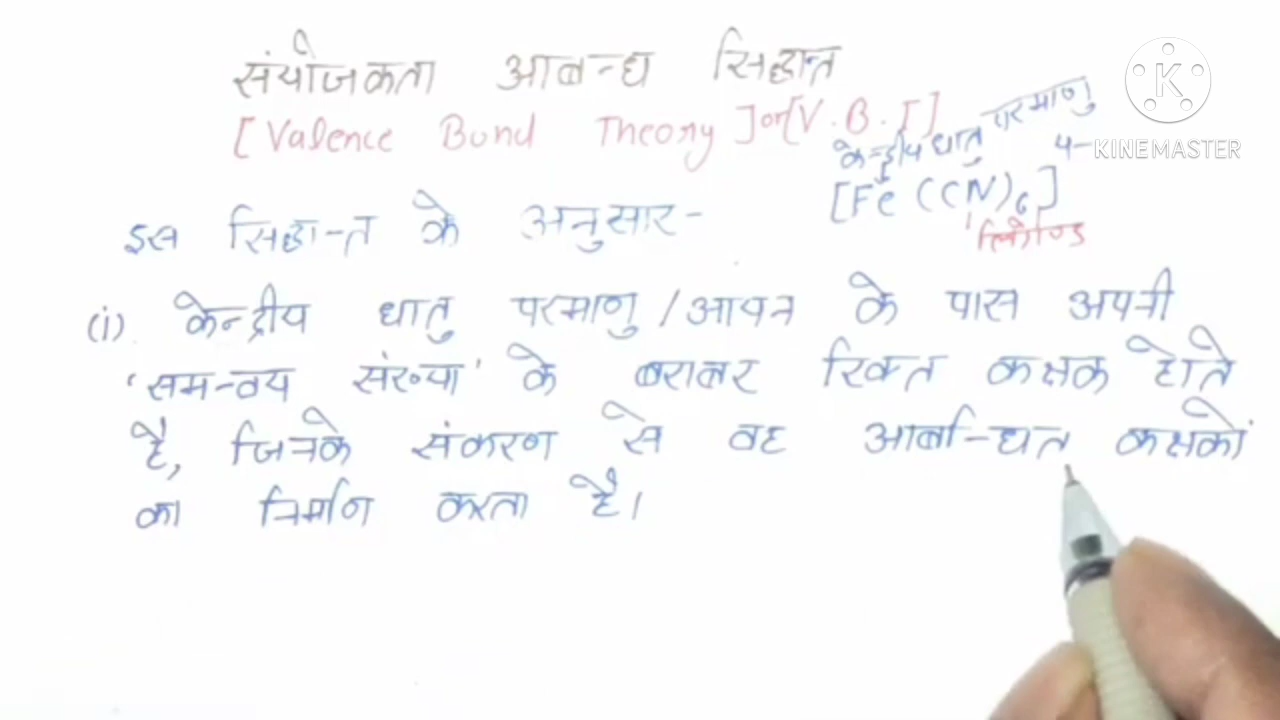 संयोजकता आबन्ध सिद्धान्त
[Valence Bond Theory] or [V.B.T]
केन्द्रीय धातु परमाणु
[Fe(CN)6]4-
लिगेण्ड
इस सिद्धान्त के अनुसार-
(i) केन्द्रीय धातु परमाणु/आयन के पास अपनी
'समन्वय संख्या' के बराबर रिक्त कक्षक होते
है, जिनके संकरण से वह आबन्धित कक्षकों
का निर्माण करता है।
K
KINEMASTER